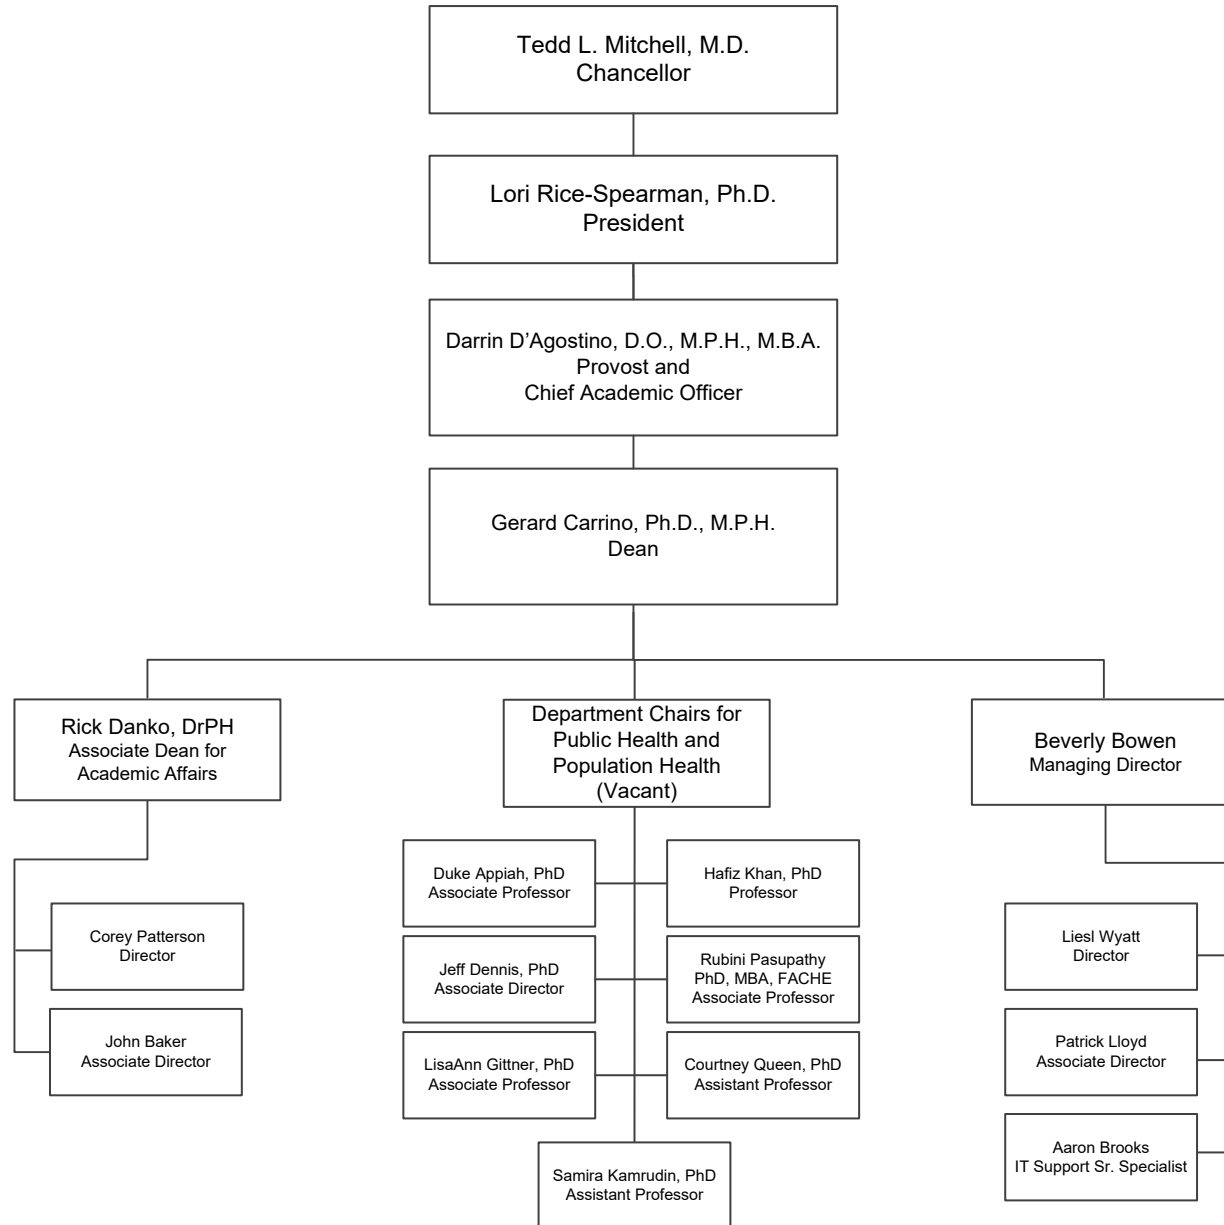 Tedd L. Mitchell, M.D.
Chancellor
Lori Rice-Spearman, Ph.D.
President
Darrin D’Agostino, D.O., M.P.H., M.B.A.
Provost and
Chief Academic Officer
Gerard Carrino, Ph.D., M.P.H.
Dean
Rick Danko, DrPH
Associate Dean for
Academic Affairs
Corey Patterson
Director
John Baker
Associate Director
Department Chairs for
Public Health and
Population Health
(Vacant)
Duke Appiah, PhD
Associate Professor
Hafiz Khan, PhD
Professor
Jeff Dennis, PhD
Associate Director
Rubini Pasupathy
PhD, MBA, FACHE
Associate Professor
LisaAnn Gittner, PhD
Associate Professor
Courtney Queen, PhD
Assistant Professor
Samira Kamrudin, PhD
Assistant Professor
Beverly Bowen
Managing Director
Liesl Wyatt
Director
Patrick Lloyd
Associate Director
Aaron Brooks
IT Support Sr. Specialist